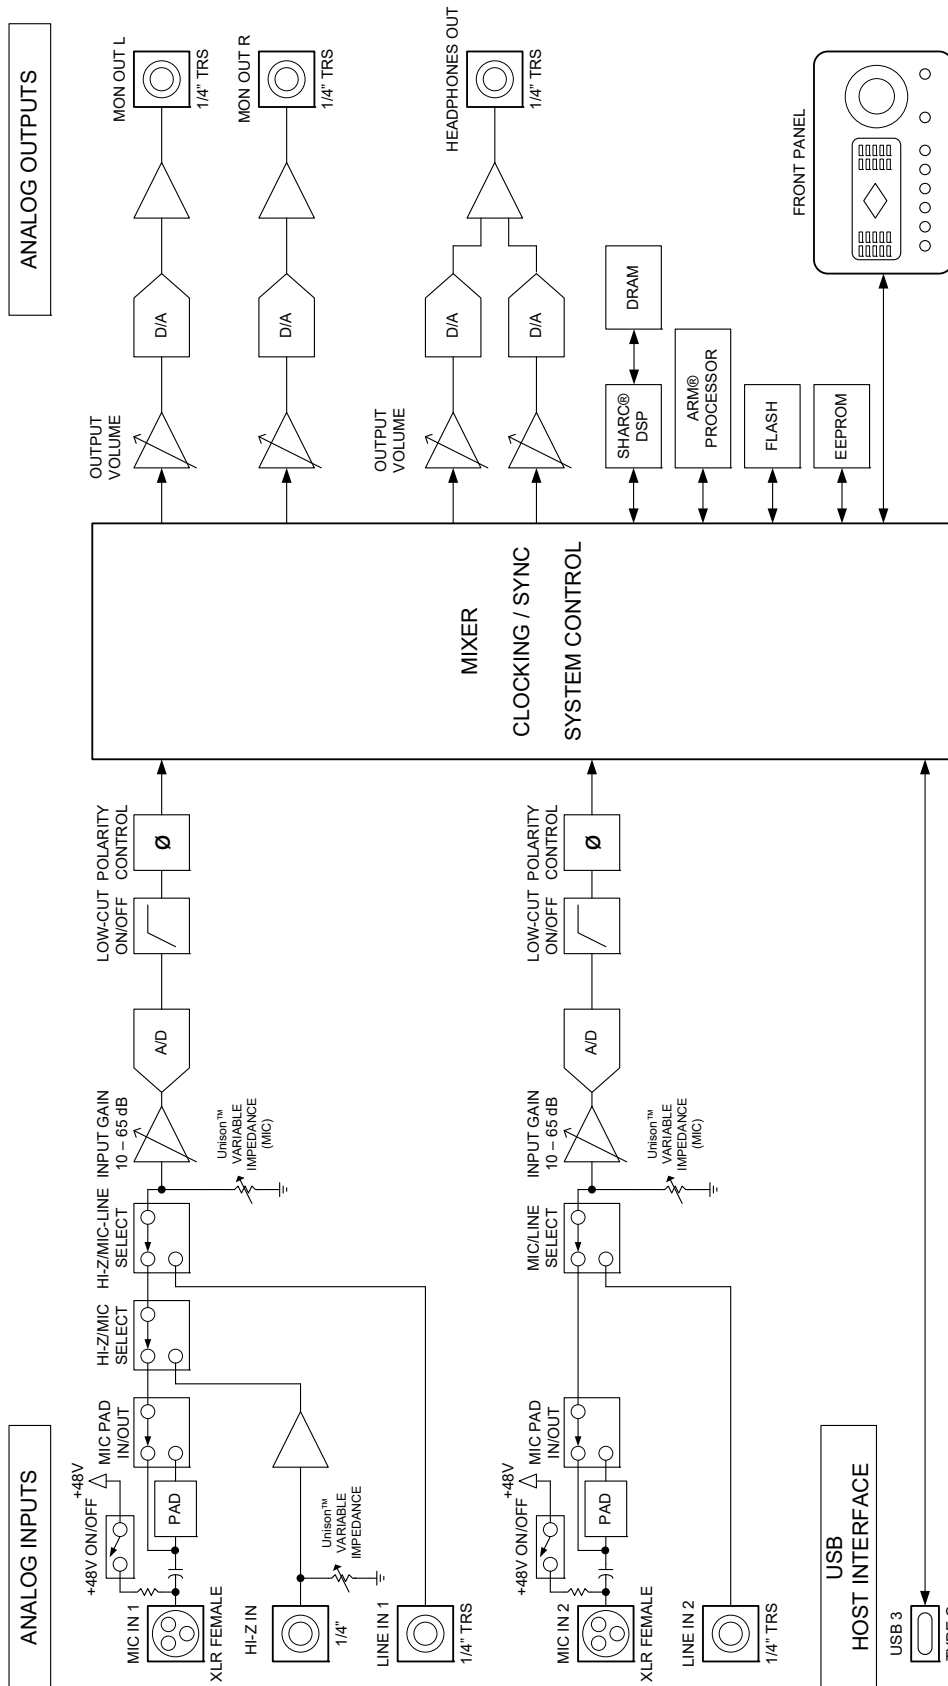 ANALOG INPUTS
ANALOG OUTPUTS
+48V ON/OFF
+48V
MIC IN 1
XLR FEMALE
PAD
MIC PAD
IN/OUT
HI-Z/MIC
SELECT
HI-Z/MIC-LINE
SELECT
INPUT GAIN
10 – 65 dB
Unison™
VARIABLE
IMPEDANCE
(MIC)
A/D
LOW-CUT
ON/OFF
POLARITY
CONTROL
Ø
HI-Z IN
1/4"
Unison™
VARIABLE
IMPEDANCE
LINE IN 1
1/4" TRS
+48V ON/OFF
+48V
MIC IN 2
XLR FEMALE
PAD
MIC PAD
IN/OUT
MIC/LINE
SELECT
INPUT GAIN
10 – 65 dB
Unison™
VARIABLE
IMPEDANCE
(MIC)
A/D
LOW-CUT
ON/OFF
POLARITY
CONTROL
Ø
LINE IN 2
1/4" TRS
USB
HOST INTERFACE
USB 3
MIXER
CLOCKING / SYNC
SYSTEM CONTROL
OUTPUT
VOLUME
D/A
MON OUT L
1/4" TRS
D/A
MON OUT R
1/4" TRS
OUTPUT
VOLUME
D/A
D/A
HEADPHONES OUT
1/4" TRS
SHARC®
DSP
DRAM
ARM®
PROCESSOR
FLASH
EEPROM
FRONT PANEL